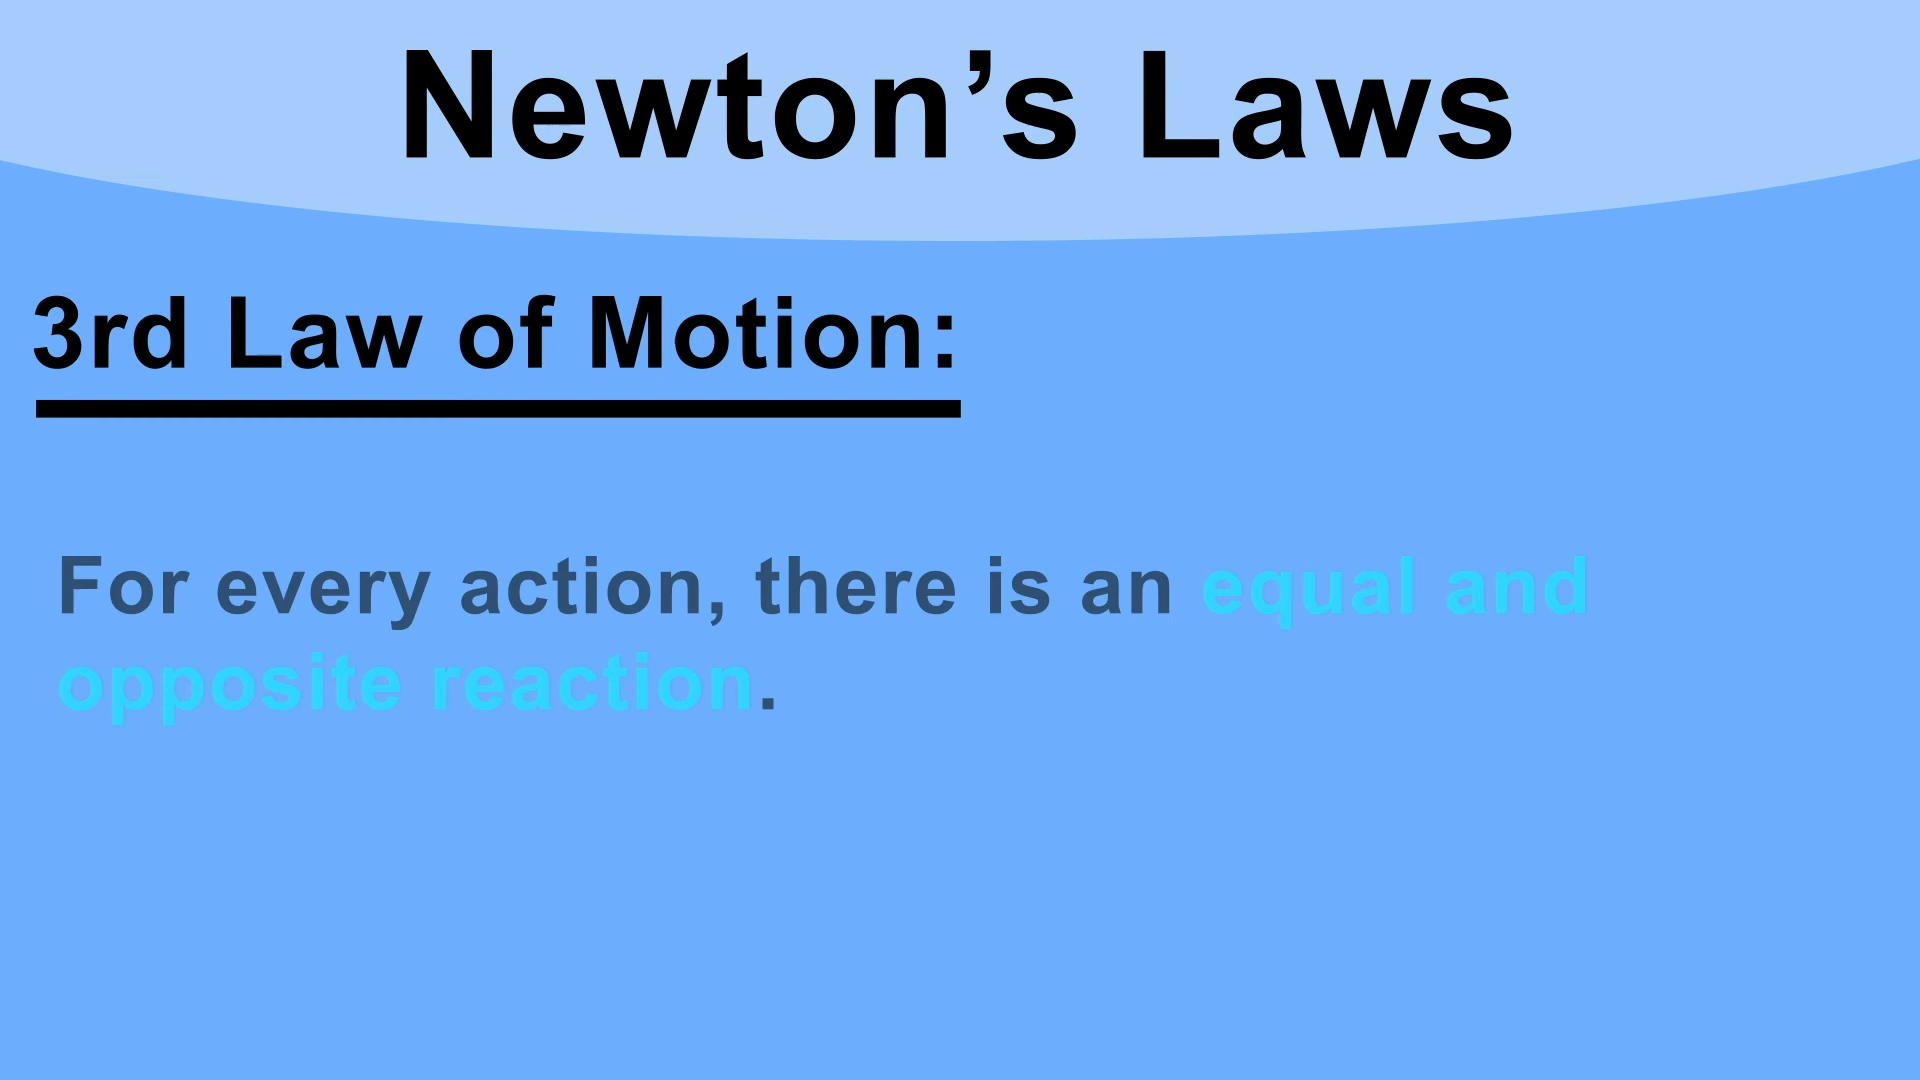 Newton’s Laws
3rd Law of Motion:
For every action, there is an equal and
opposite reaction.